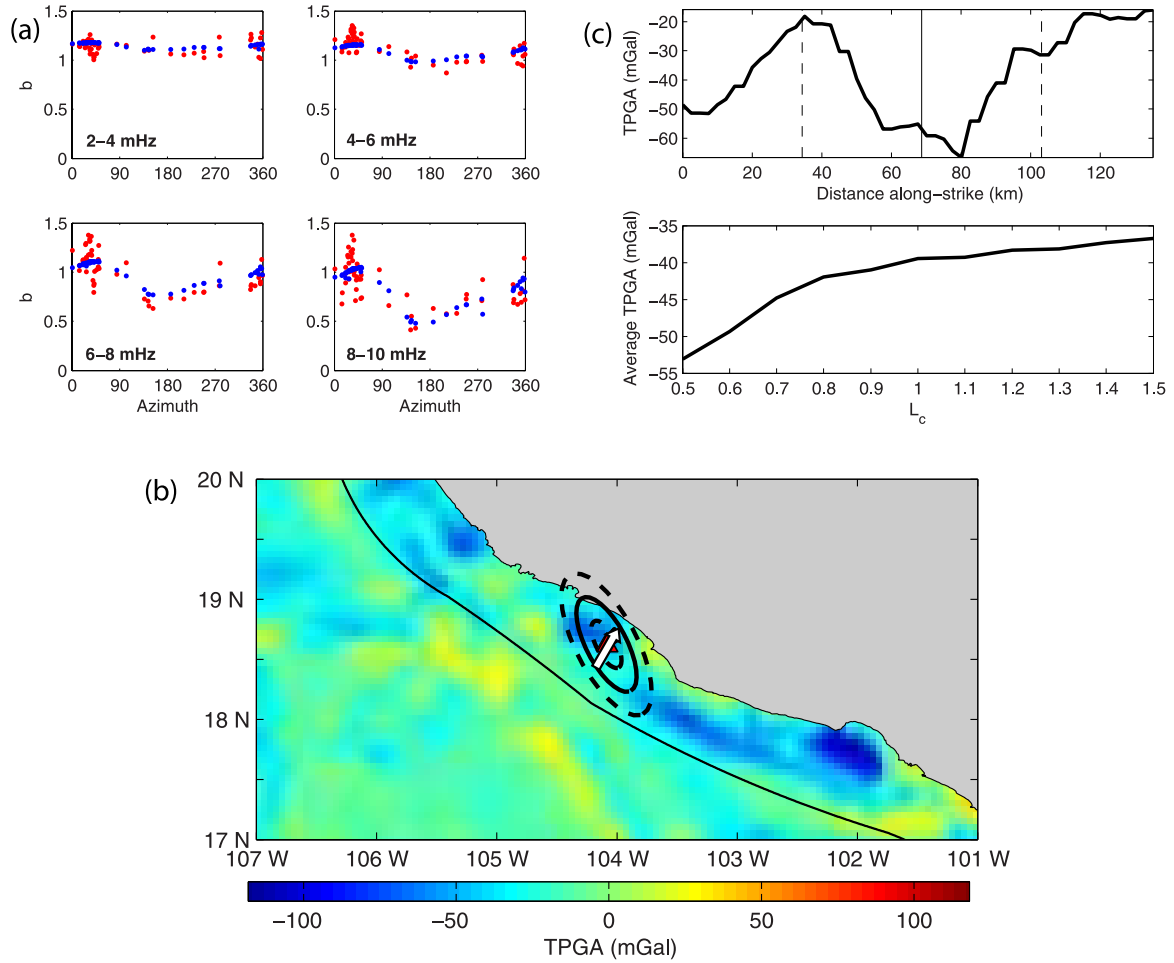 (a)
1.5
1
0.5
0
b
2–4 mHz
0 90 180 270 360
1.5
1
0.5
0
4–6 mHz
0 90 180 270 360
1.5
1
0.5
0
b
6–8 mHz
0 90 180 270 360
Azimuth
1.5
1
0.5
0
8–10 mHz
0 90 180 270 360
Azimuth
(c)
TPGA (mGal)
−20
−30
−40
−50
−60
0 20 40 60 80 100 120
Distance along–strike (km)
Average TPGA (mGal)
−35
−40
−45
−50
−55
0.5 0.6 0.7 0.8 0.9 1 1.1 1.2 1.3 1.4 1.5
L_c
(b)
20 N
19 N
18 N
17 N
107 W 106 W 105 W 104 W 103 W 102 W 101 W
−100 −50 0 50 100
TPGA (mGal)